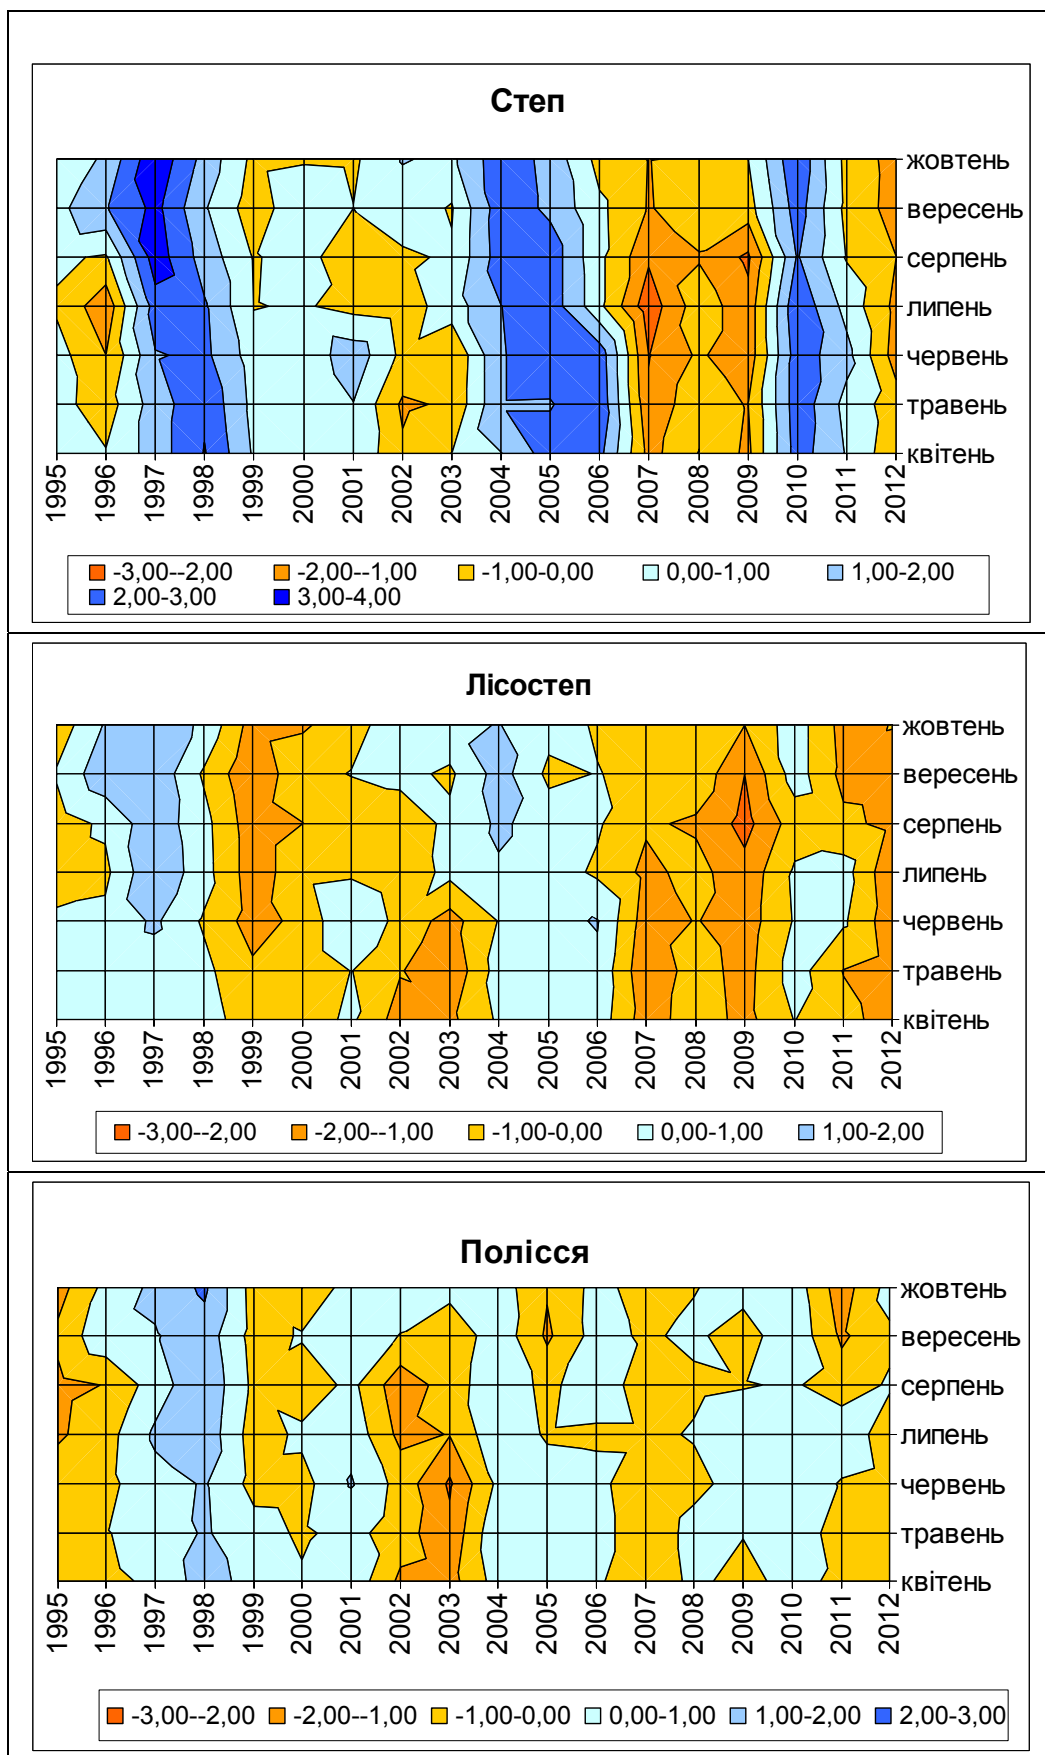 Степ
жовтень
вересень
серпень
липень
червень
травень
квітень
1995 1996 1997 1998 1999 2000 2001 2002 2003 2004 2005 2006 2007 2008 2009 2010 2011 2012
-3,00--2,00 -2,00--1,00 -1,00-0,00 0,00-1,00 1,00-2,00
2,00-3,00 3,00-4,00
Лісостеп
жовтень
вересень
серпень
липень
червень
травень
квітень
1995 1996 1997 1998 1999 2000 2001 2002 2003 2004 2005 2006 2007 2008 2009 2010 2011 2012
-3,00--2,00 -2,00--1,00 -1,00-0,00 0,00-1,00 1,00-2,00
Полісся
жовтень
вересень
серпень
липень
червень
травень
квітень
1995 1996 1997 1998 1999 2000 2001 2002 2003 2004 2005 2006 2007 2008 2009 2010 2011 2012
-3,00--2,00 -2,00--1,00 -1,00-0,00 0,00-1,00 1,00-2,00 2,00-3,00